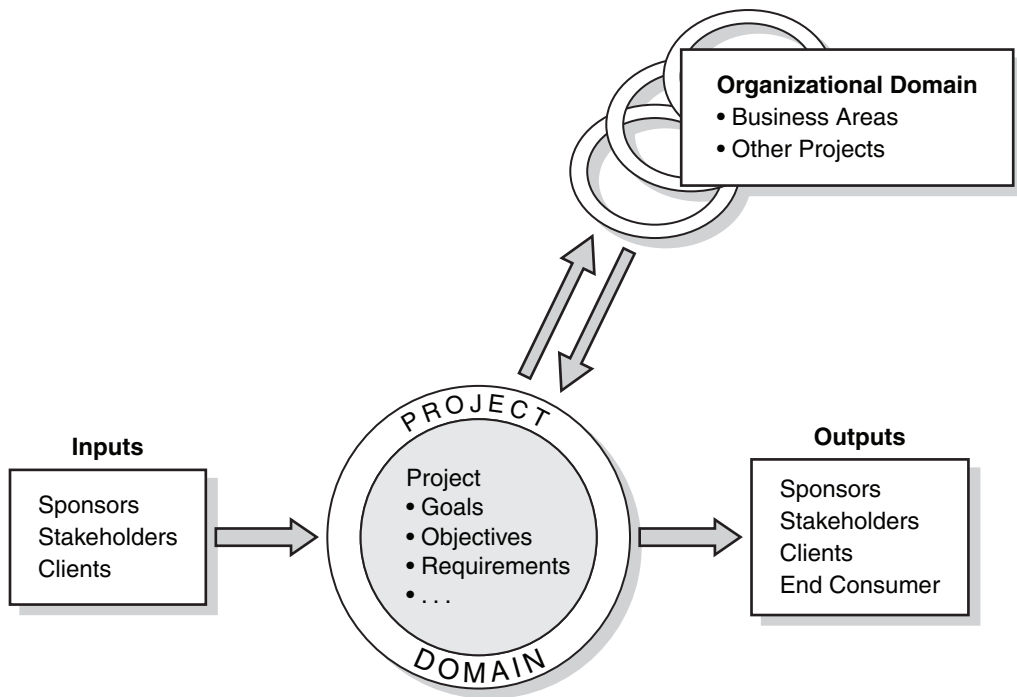 Organizational Domain
• Business Areas
• Other Projects
Inputs
Sponsors
Stakeholders
Clients
PROJECT
Project
• Goals
• Objectives
• Requirements
• . . .
DOMAIN
Outputs
Sponsors
Stakeholders
Clients
End Consumer